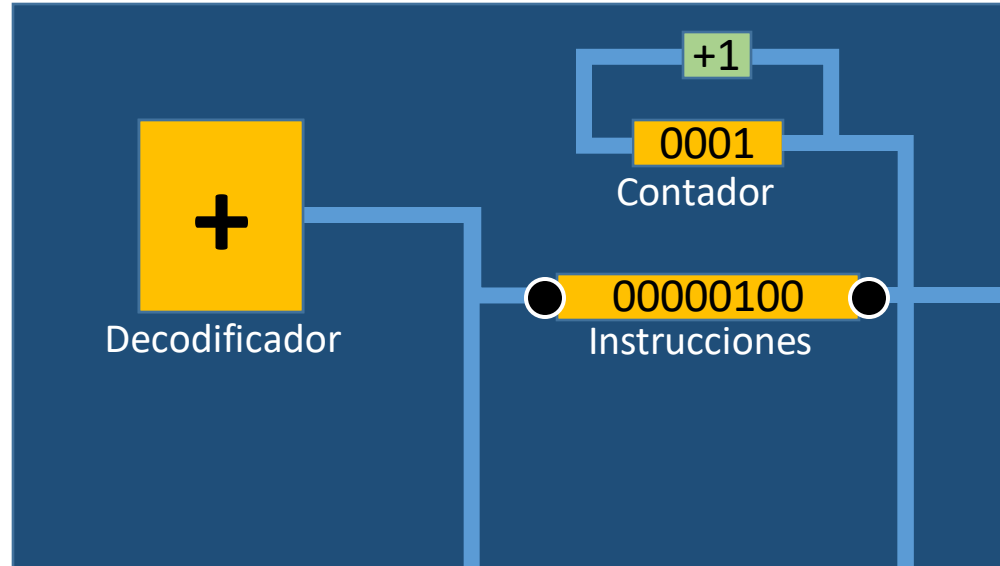 +1
0001
Contador
+
Decodificador
00000100
Instrucciones